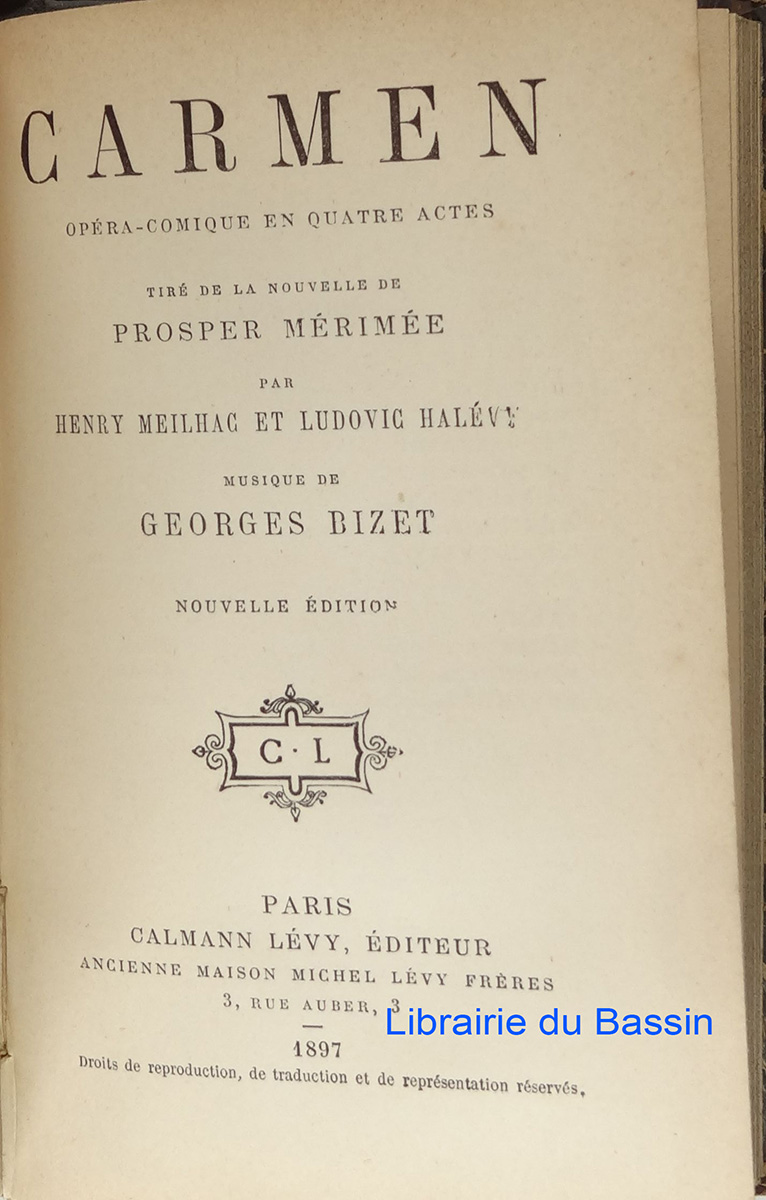 CARMEN
OPÉRA-COMIQUE EN QUATRE ACTES
TIRÉ DE LA NOUVELLE DE
PROSPER MÉRIMÉE
PAR
HENRY MEILHAC ET LUDOVIC HALÉVY
MUSIQUE DE
GEORGES BIZET
NOUVELLE ÉDITION
C · L
PARIS
CALMANN LÉVY, ÉDITEUR
ANCIENNE MAISON MICHEL LÉVY FRÈRES
3, RUE AUBER, 3
Librairie du Bassin
1897
Droits de reproduction, de traduction et de représentation réservés.